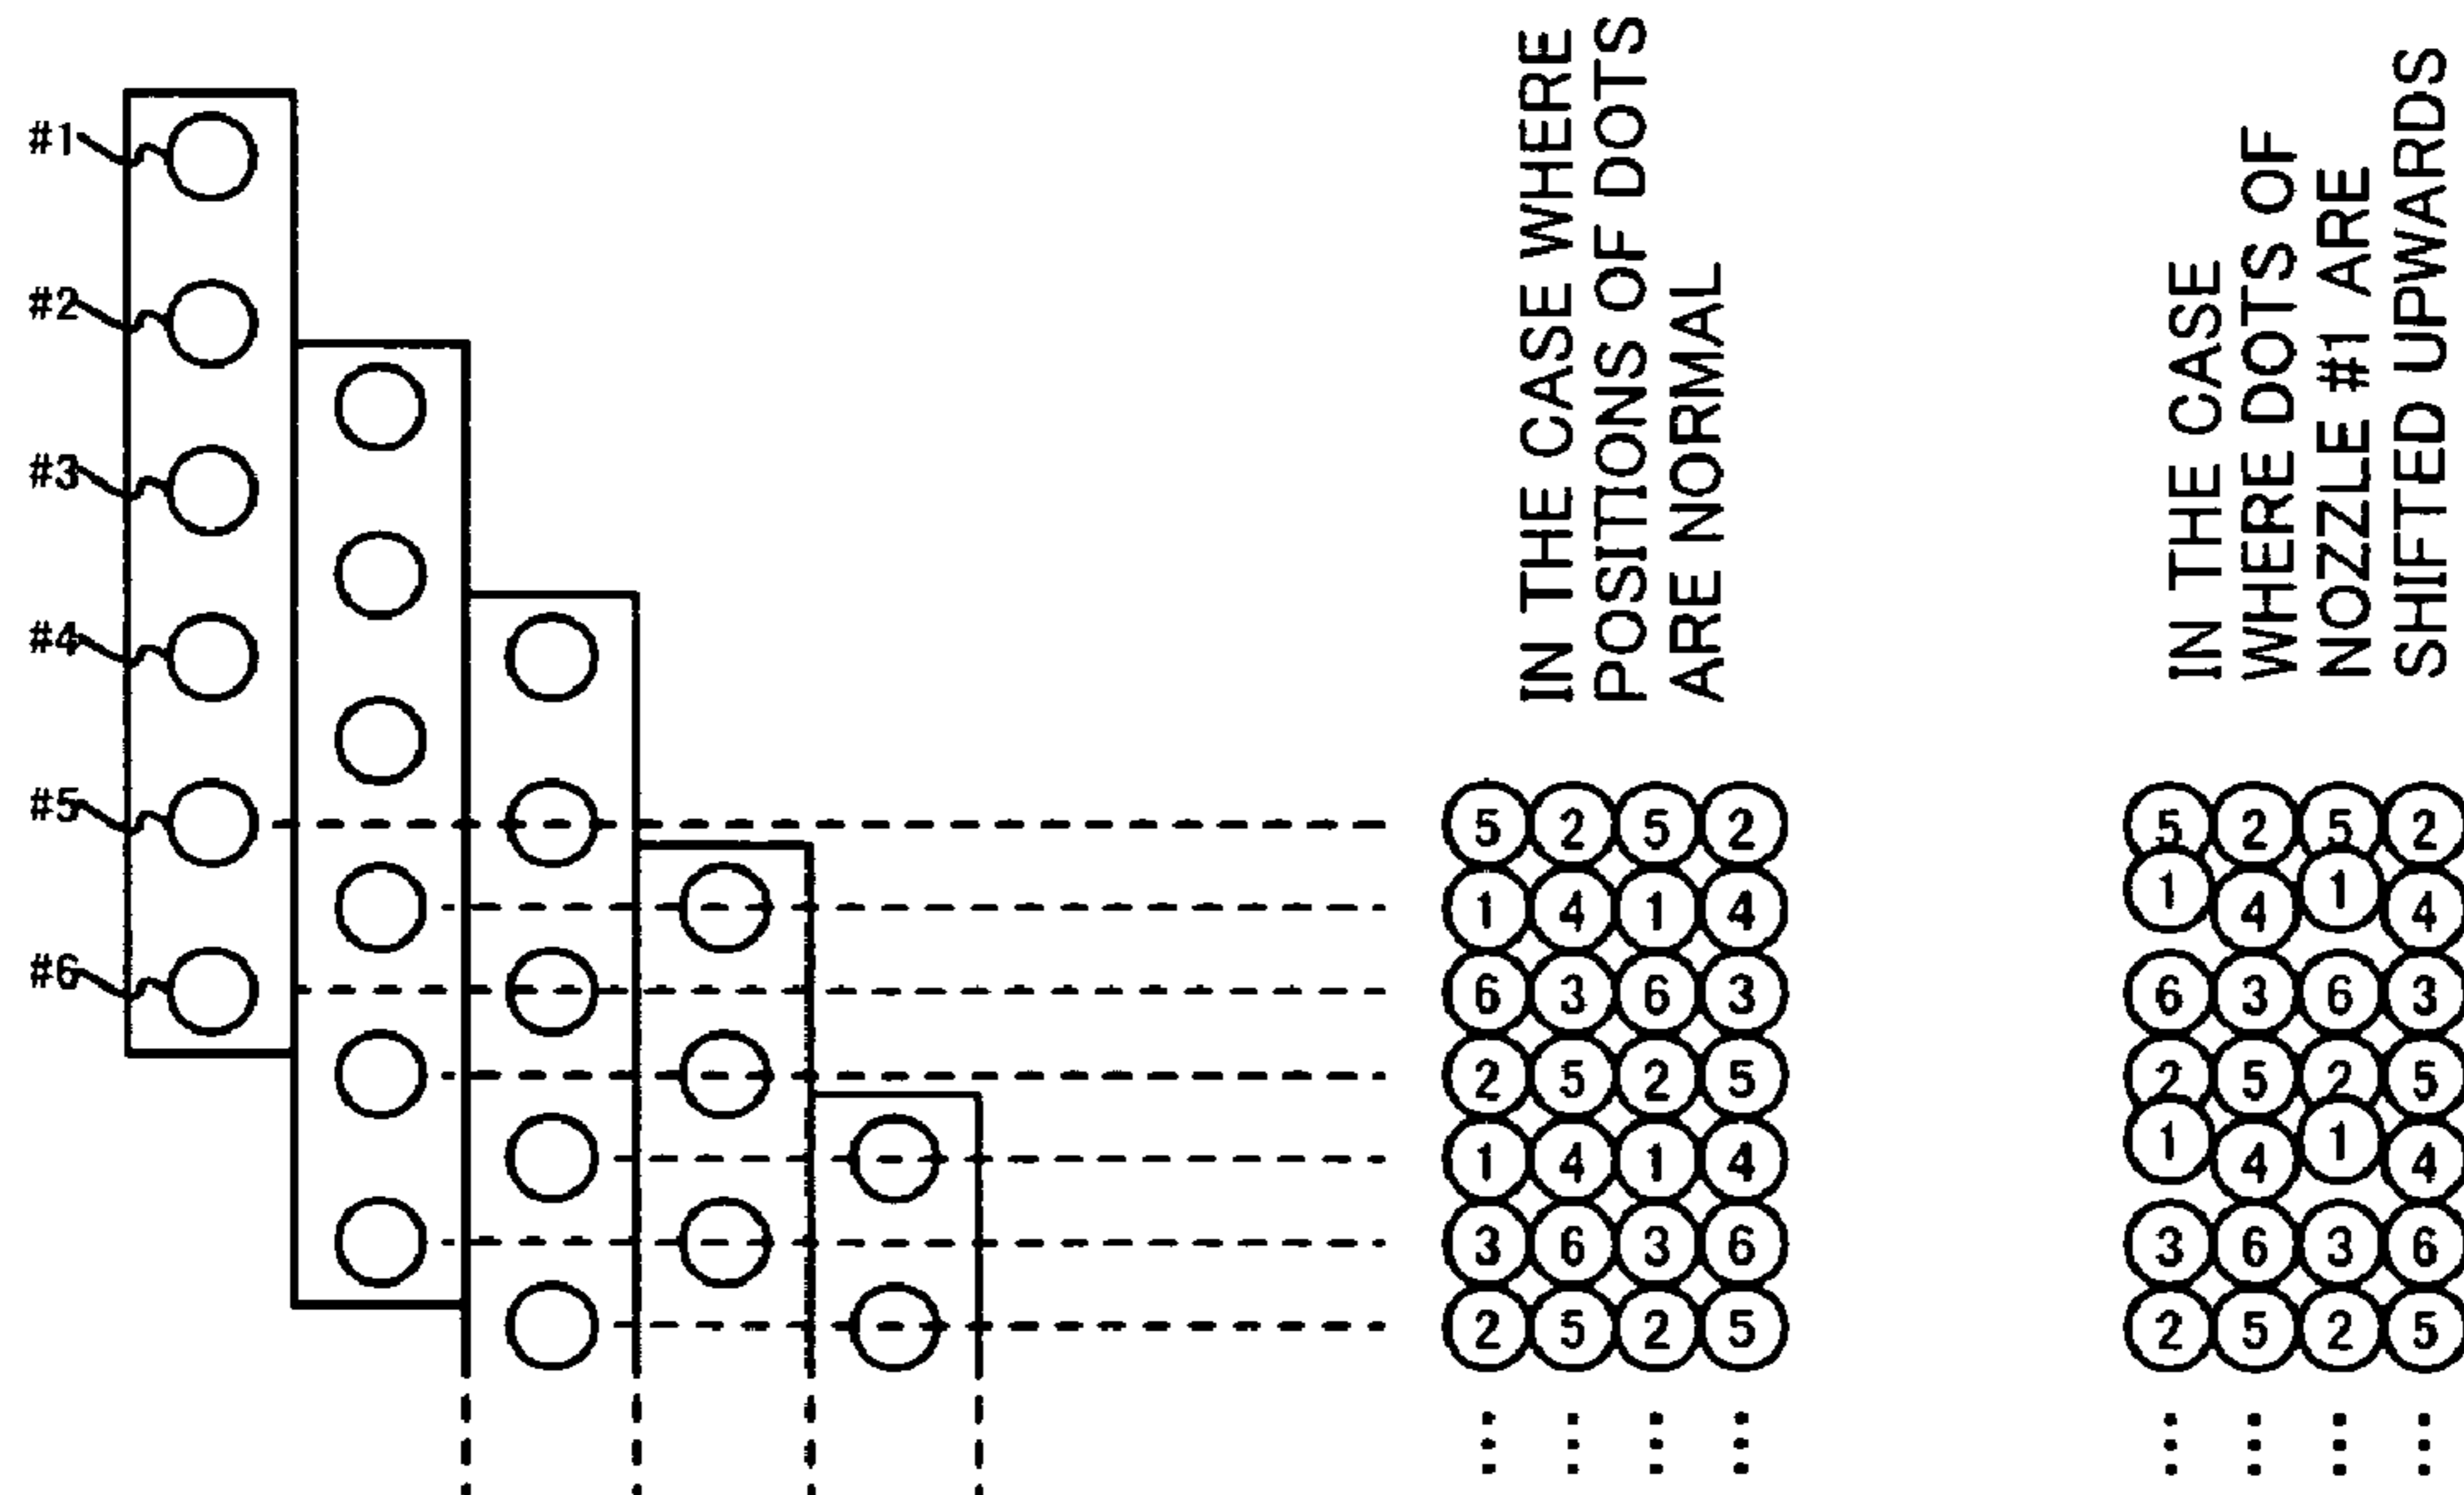 #1
#2
#3
#4
#5
#6
IN THE CASE WHERE
POSITIONS OF DOTS
ARE NORMAL
5 2 5 2
1 4 1 4
6 3 6 3
2 5 2 5
1 4 1 4
3 6 3 6
2 5 2 5
IN THE CASE
WHERE DOTS OF
NOZZLE #1 ARE
SHIFTED UPWARDS
5 2 5 2
1 4 1 4
6 3 6 3
2 5 2 5
1 4 1 4
3 6 3 6
2 5 2 5